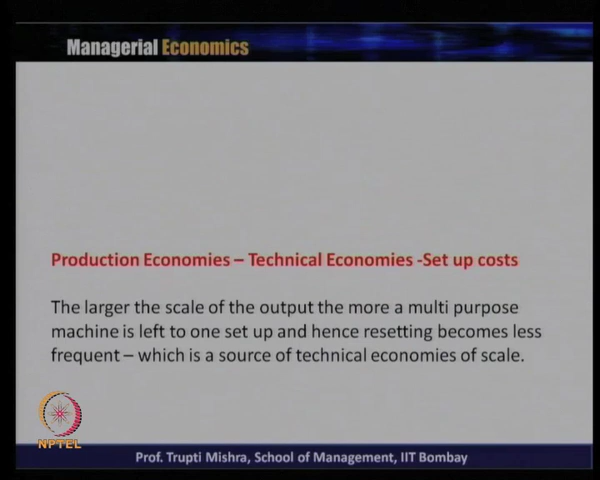 Managerial Economics
Production Economies – Technical Economies -Set up costs
The larger the scale of the output the more a multi purpose
machine is left to one set up and hence resetting becomes less
frequent – which is a source of technical economies of scale.
NPTEL
Prof. Trupti Mishra, School of Management, IIT Bombay